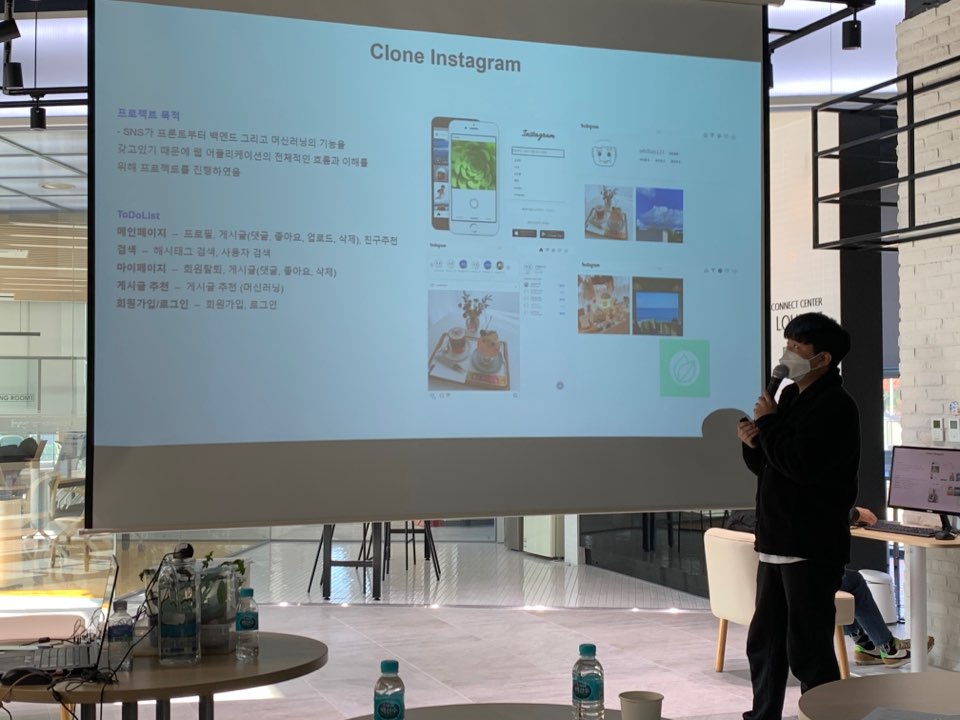 Clone Instagram
프로젝트 목적
- SNS가 프론트부터 백엔드 그리고 머신러닝의 기능을
갖고있기 때문에 웹 어플리케이션의 전체적인 흐름과 이해를
위해 프로젝트를 진행하였음
ToDoList
메인페이지 – 프로필, 게시글(댓글, 좋아요, 업로드, 삭제), 친구추천
검색 – 해시태그 검색, 사용자 검색
마이페이지 – 회원탈퇴, 게시글(댓글, 좋아요, 삭제)
게시글 추천 – 게시글 추천 (머신러닝)
회원가입/로그인 – 회원가입, 로그인
Instagram
Instagram
Instagram
Instagram
CONNECT CENTER
NG ROOM